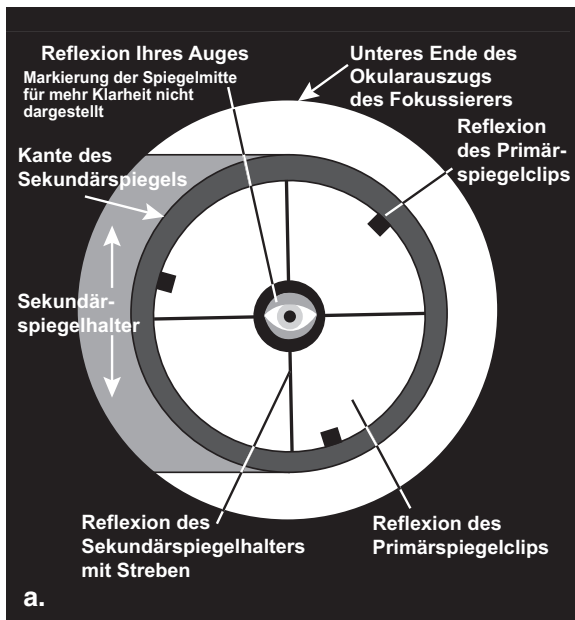 Reflexion Ihres Auges
Markierung der Spiegelmitte
für mehr Klarheit nicht
dargestellt
Unteres Ende des
Okularauszugs
des Fokussierers
Reflexion
des Primär-
spiegelclips
Kante des
Sekundärspiegels
Sekundär-
spiegelhalter
Reflexion des
Sekundärspiegelhalters
mit Streben
Reflexion des
Primärspiegelclips
a.